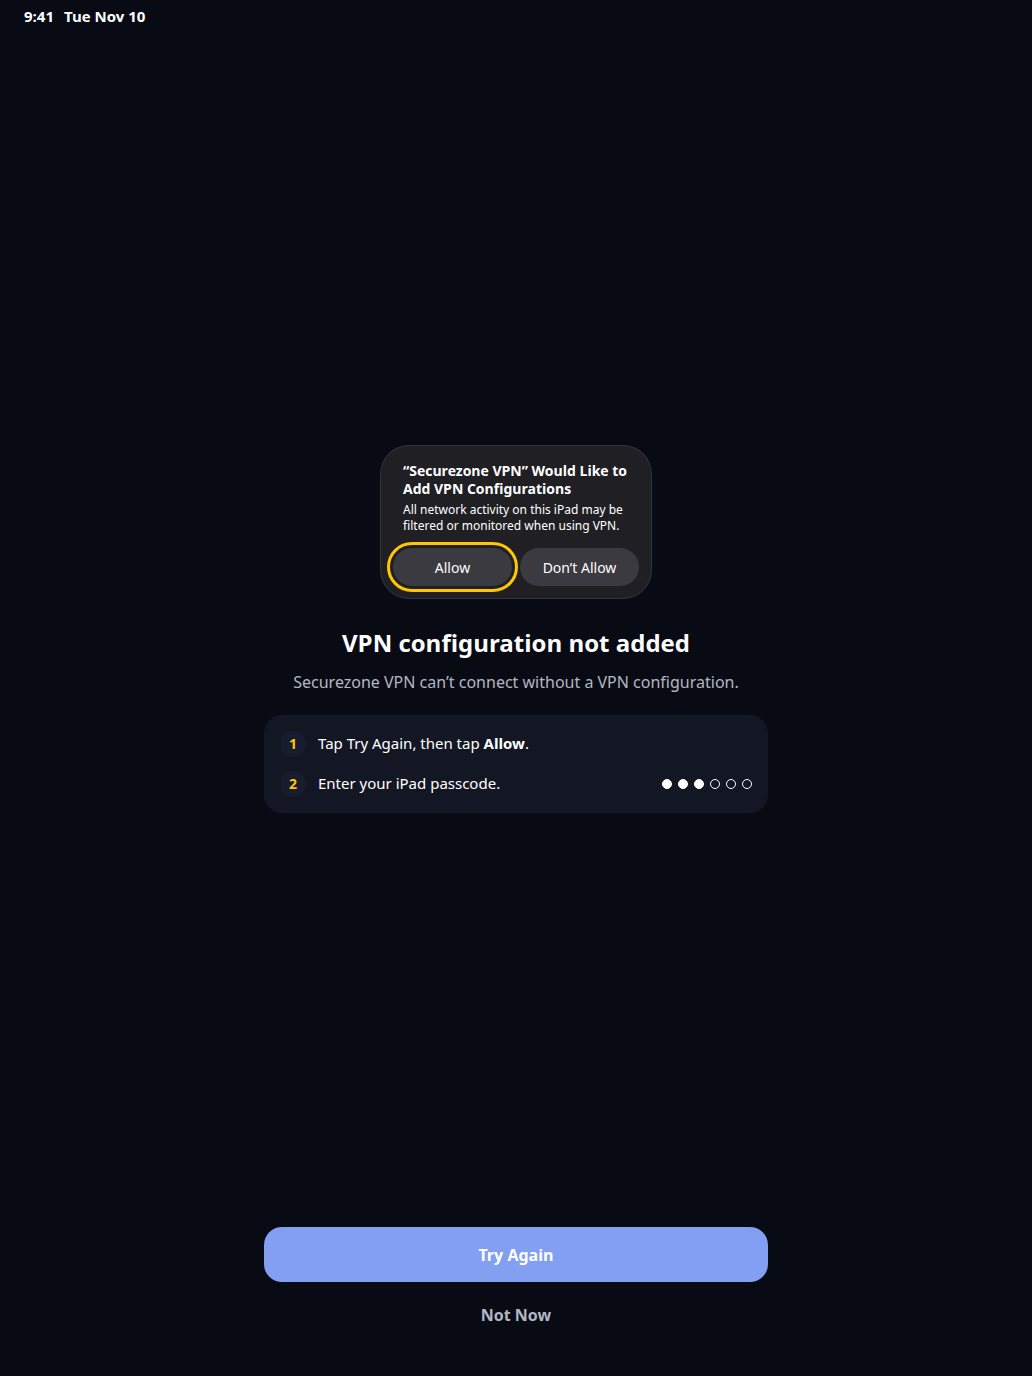 9:41 Tue Nov 10
“Securezone VPN” Would Like to
Add VPN Configurations
All network activity on this iPad may be
filtered or monitored when using VPN.
Allow Don’t Allow
VPN configuration not added
Securezone VPN can’t connect without a VPN configuration.
1 Tap Try Again, then tap Allow.
2 Enter your iPad passcode.
Try Again
Not Now